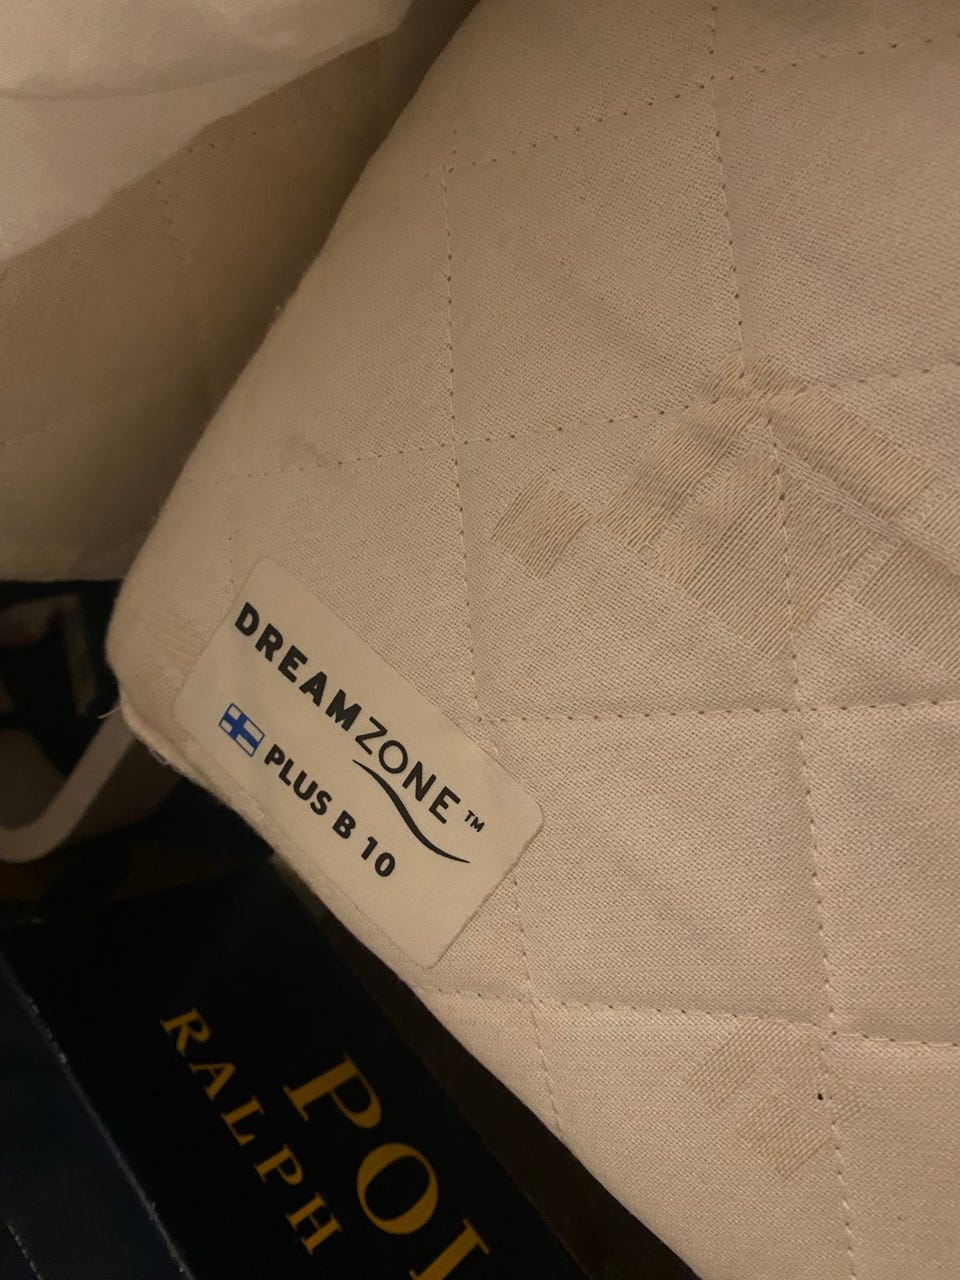 DREAMZONE™
PLUS B 10
POL
RALPH